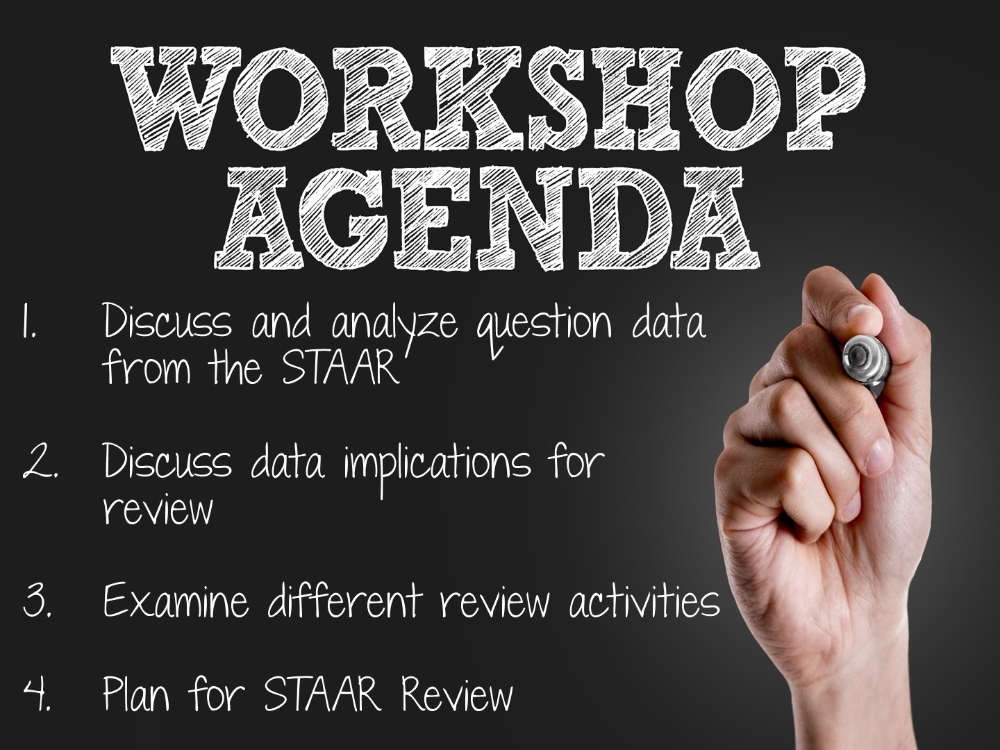 WORKSHOP
AGENDA
1. Discuss and analyze question data
from the STAAR
2. Discuss data implications for
review
3. Examine different review activities
4. Plan for STAAR Review